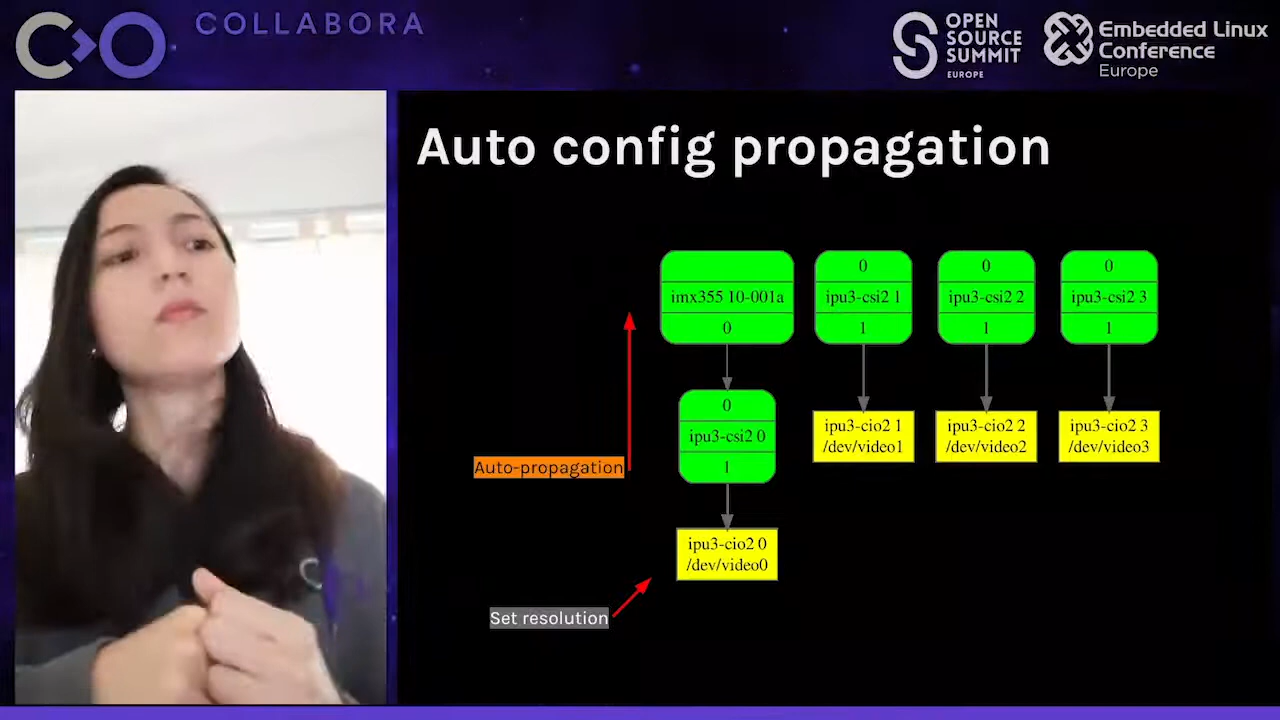 COLLABORA
OPEN
SOURCE
SUMMIT
EUROPE
Embedded Linux
Conference
Europe
Auto config propagation
imx355 10-001a
0
0
ipu3-csi2 1
1
0
ipu3-csi2 2
1
0
ipu3-csi2 3
1
0
ipu3-csi2 0
1
ipu3-cio2 1
/dev/video1
ipu3-cio2 2
/dev/video2
ipu3-cio2 3
/dev/video3
Auto-propagation
ipu3-cio2 0
/dev/video0
Set resolution